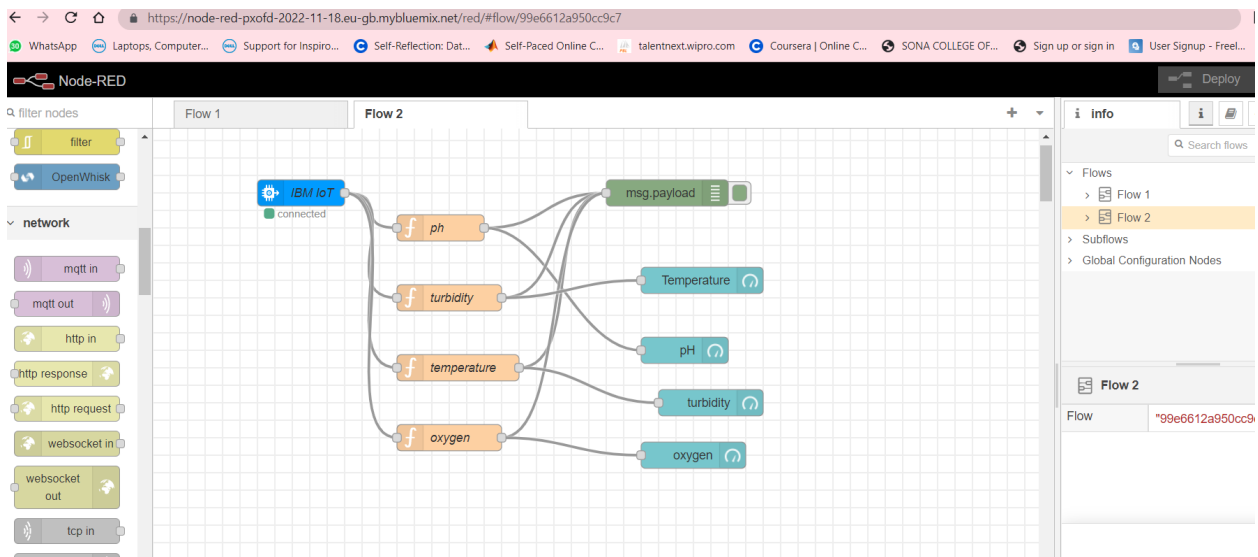 https://node-red-pxofd-2022-11-18.eu-gb.mybluemix.net/red/#flow/99e6612a950cc9c7
WhatsApp Laptops, Computer... Support for Inspiro... Self-Reflection: Dat... Self-Paced Online C... talentnext.wipro.com Coursera | Online C... SONA COLLEGE OF... Sign up or sign in User Signup - Freel...
Node-RED Deploy
filter nodes
Flow 1 Flow 2
i info
Search flows
filter
OpenWhisk
network
mqtt in
mqtt out
http in
http response
http request
websocket in
websocket
out
tcp in
IBM IoT
connected
ph
turbidity
temperature
oxygen
msg.payload
Temperature
pH
turbidity
oxygen
Flows
Flow 1
Flow 2
Subflows
Global Configuration Nodes
Flow 2
Flow "99e6612a950cc9